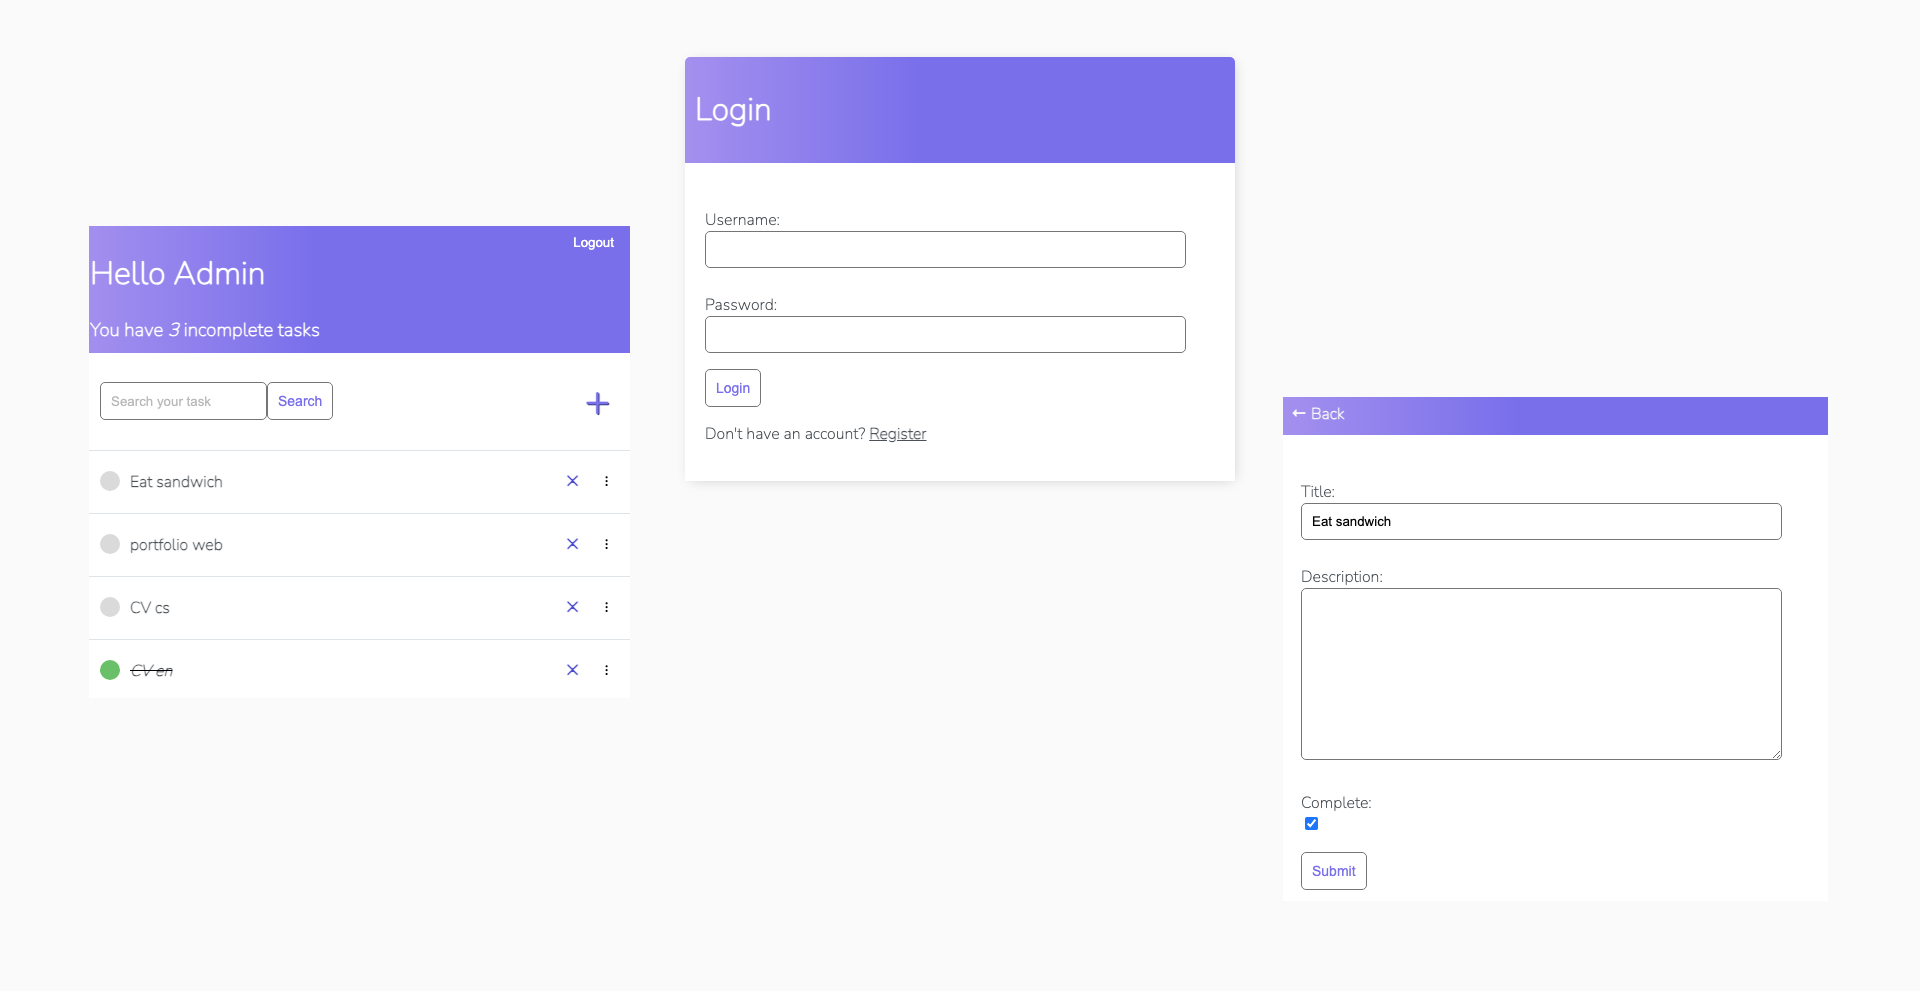 Logout
Hello Admin
You have 3 incomplete tasks
Search your task Search
Eat sandwich
portfolio web
CV cs
CV en
Login
Username:
Password:
Login
Don't have an account? Register
← Back
Title:
Eat sandwich
Description:
Complete:
Submit